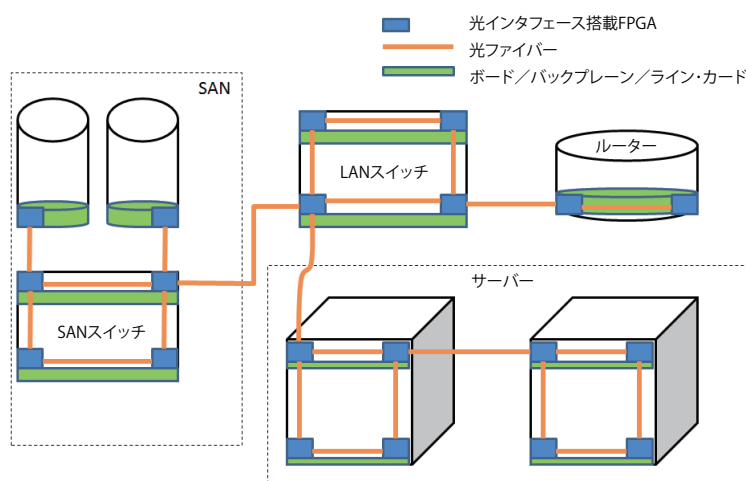 光インタフェース搭載FPGA
光ファイバー
ボード／バックプレーン／ライン・カード
SAN
LANスイッチ
ルーター
サーバー
SANスイッチ